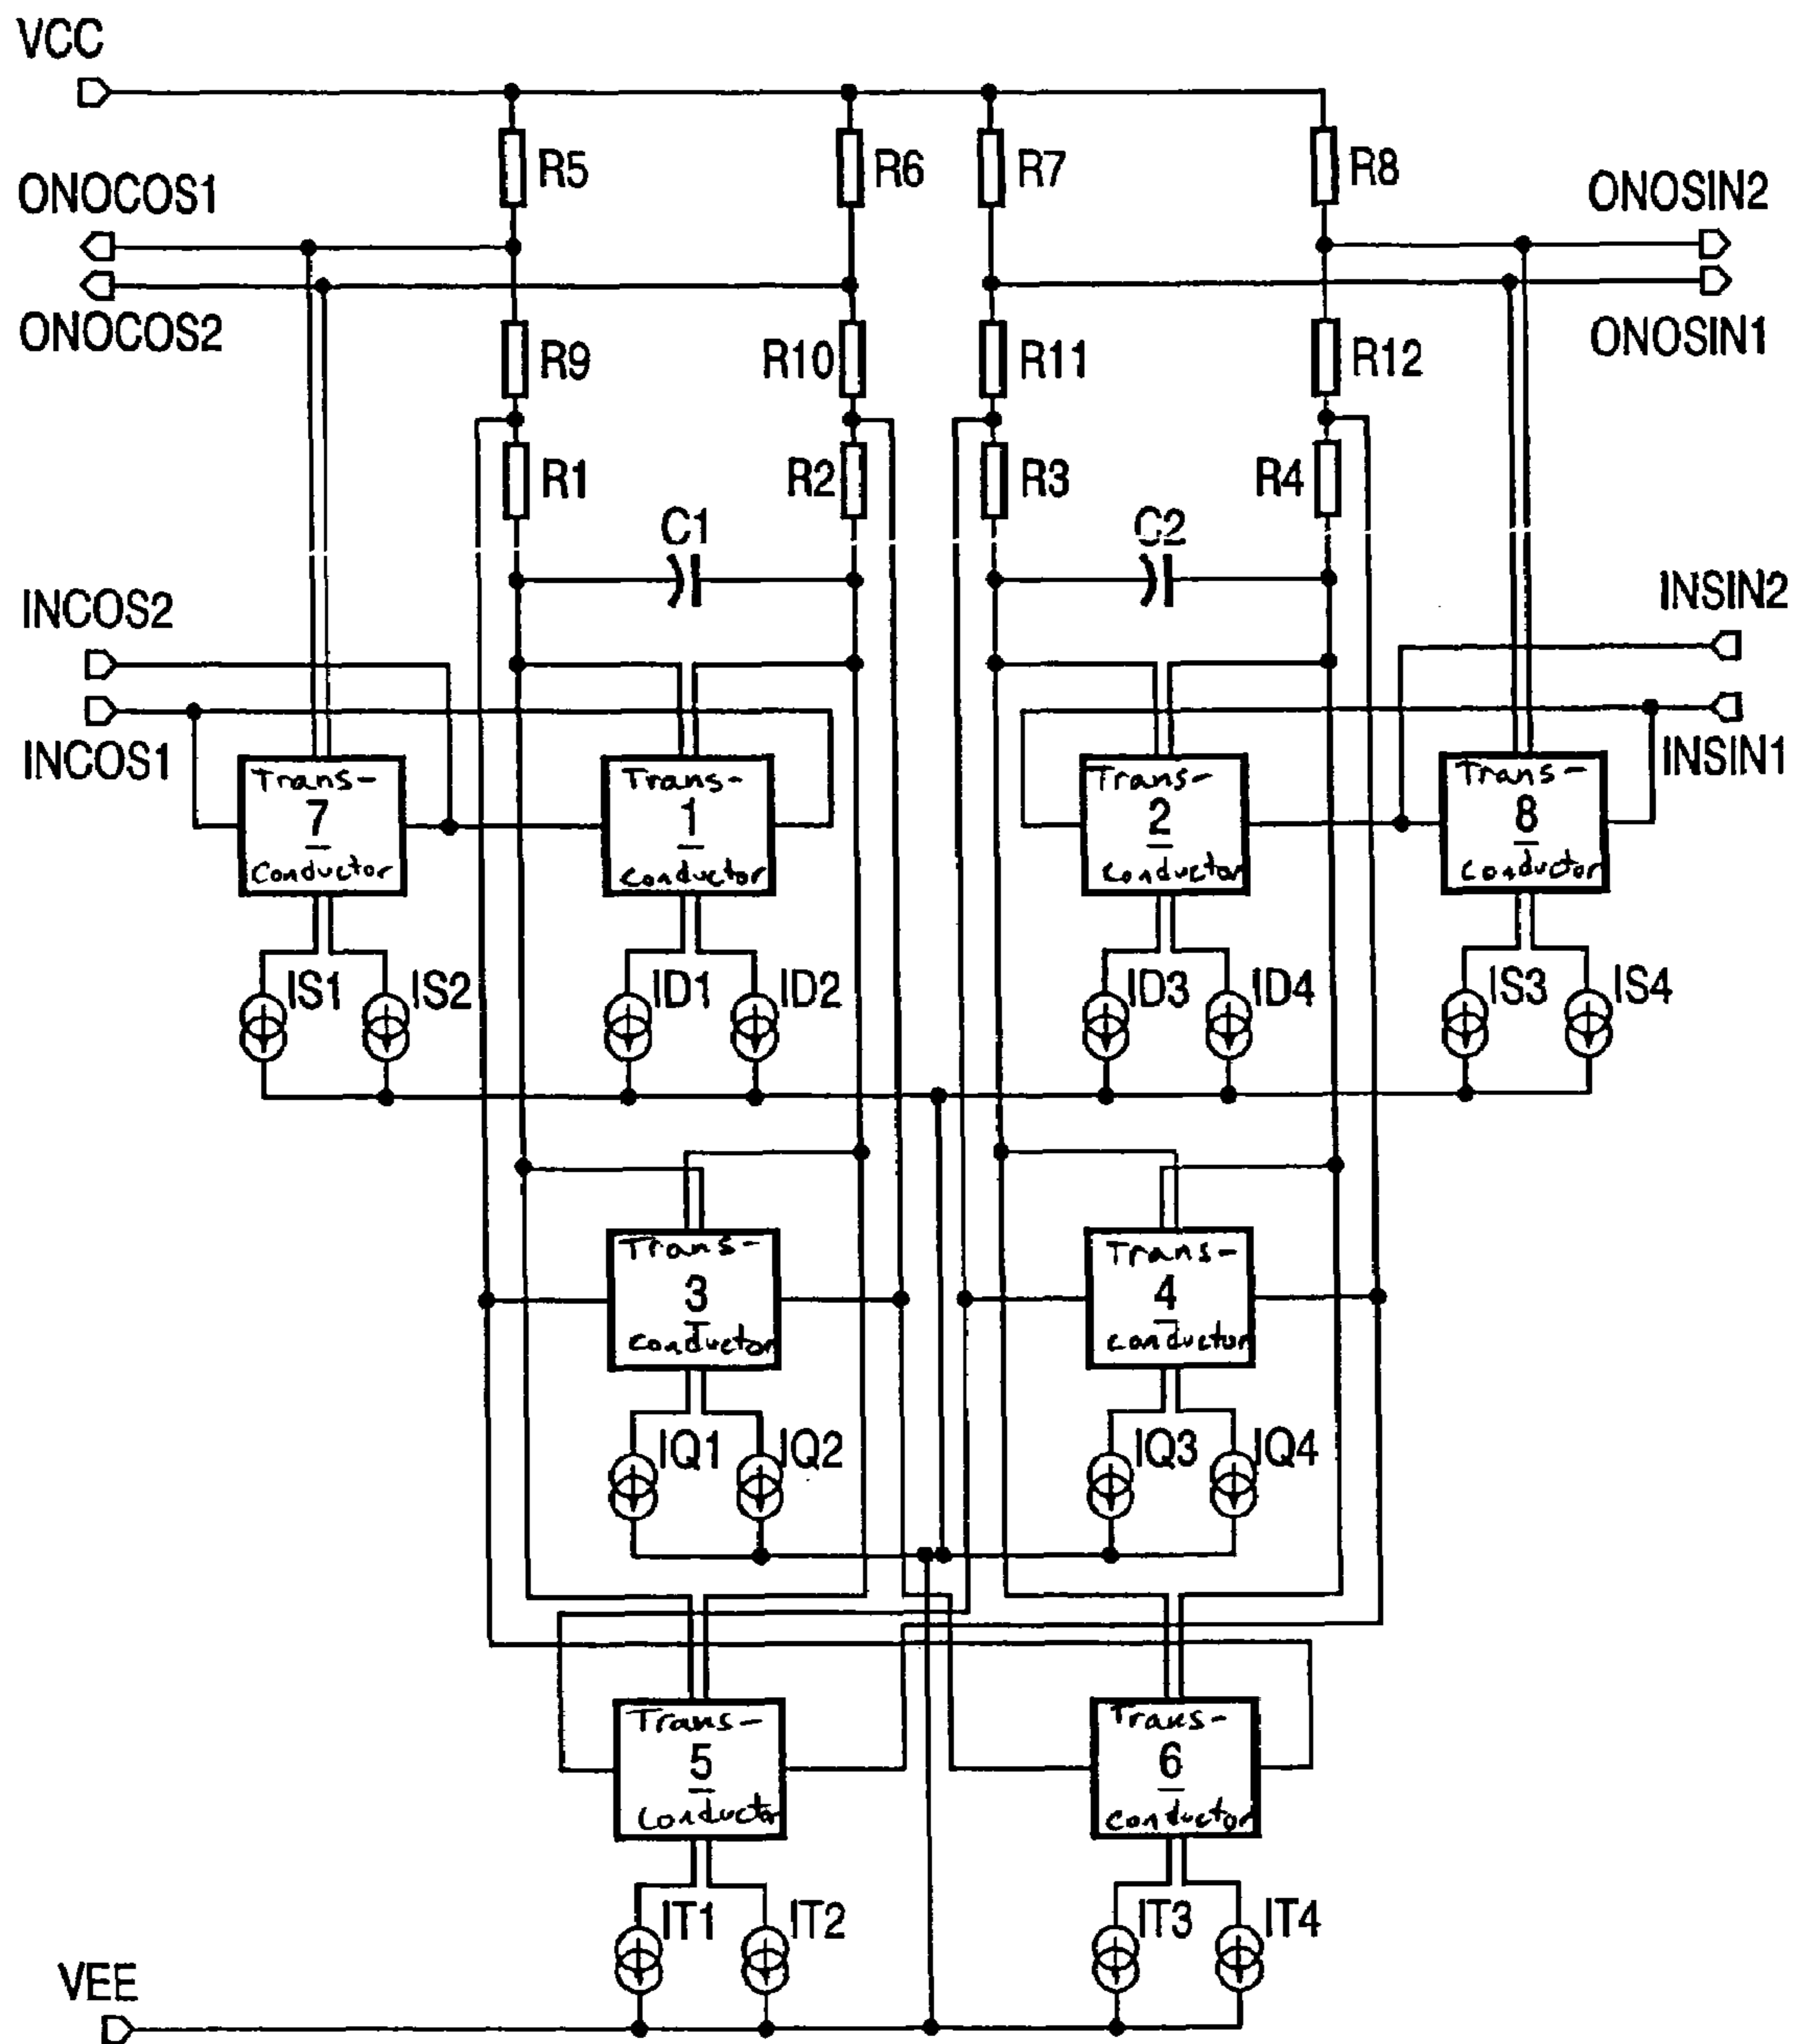 VCC
R5
R6
R7
R8
ONOCOS1
ONOSIN2
ONOCOS2
ONOSIN1
R9
R10
R11
R12
R1
R2
R3
R4
C1
C2
INCOS2
INSIN2
INCOS1
INSIN1
Trans-
7
Conductor
Trans-
1
Conductor
Trans-
2
Conductor
Trans-
8
Conductor
IS1
IS2
ID1
ID2
ID3
ID4
IS3
IS4
Trans-
3
Conductor
Trans-
4
Conductor
IQ1
IQ2
IQ3
IQ4
Trans-
5
Conductor
Trans-
6
Conductor
IT1
IT2
IT3
IT4
VEE